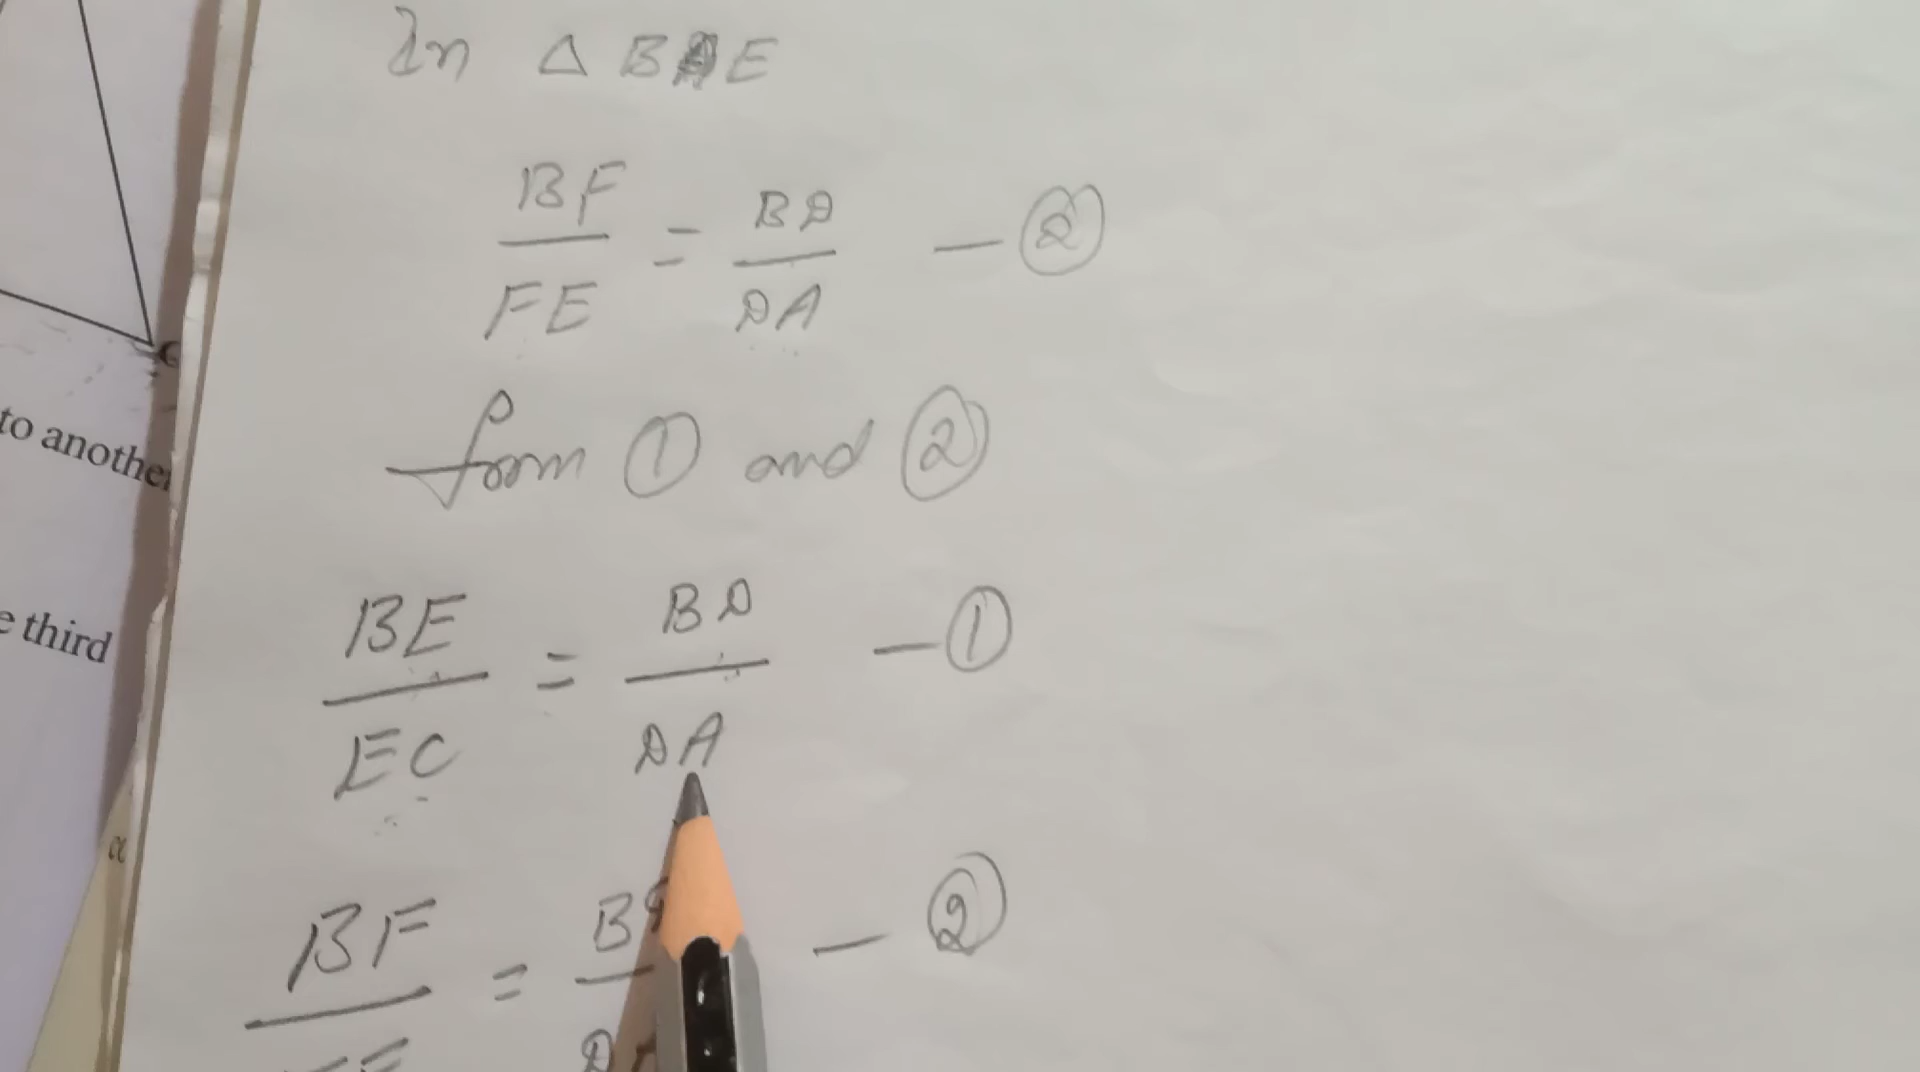 In △ BAE
BF/FE = BD/DA — ②
form ① and ②
BE/EC = BD/DA — ①
BF = B — ②
C
to another
e third